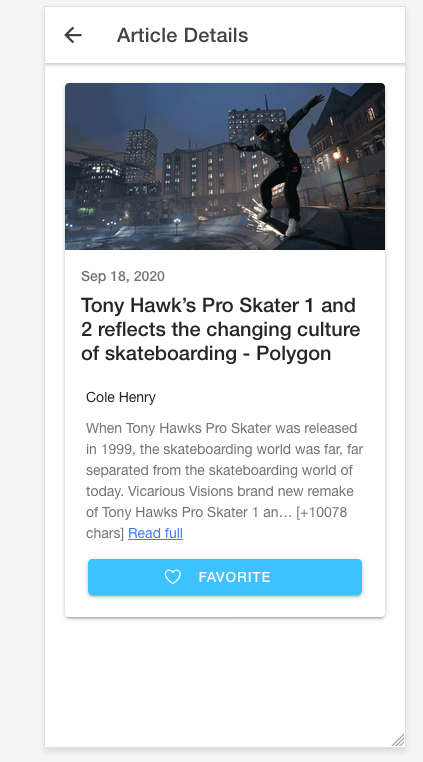 Article Details
Sep 18, 2020
Tony Hawk’s Pro Skater 1 and
2 reflects the changing culture
of skateboarding - Polygon
Cole Henry
When Tony Hawks Pro Skater was released
in 1999, the skateboarding world was far, far
separated from the skateboarding world of
today. Vicarious Visions brand new remake
of Tony Hawks Pro Skater 1 an… [+10078
chars] Read full
FAVORITE